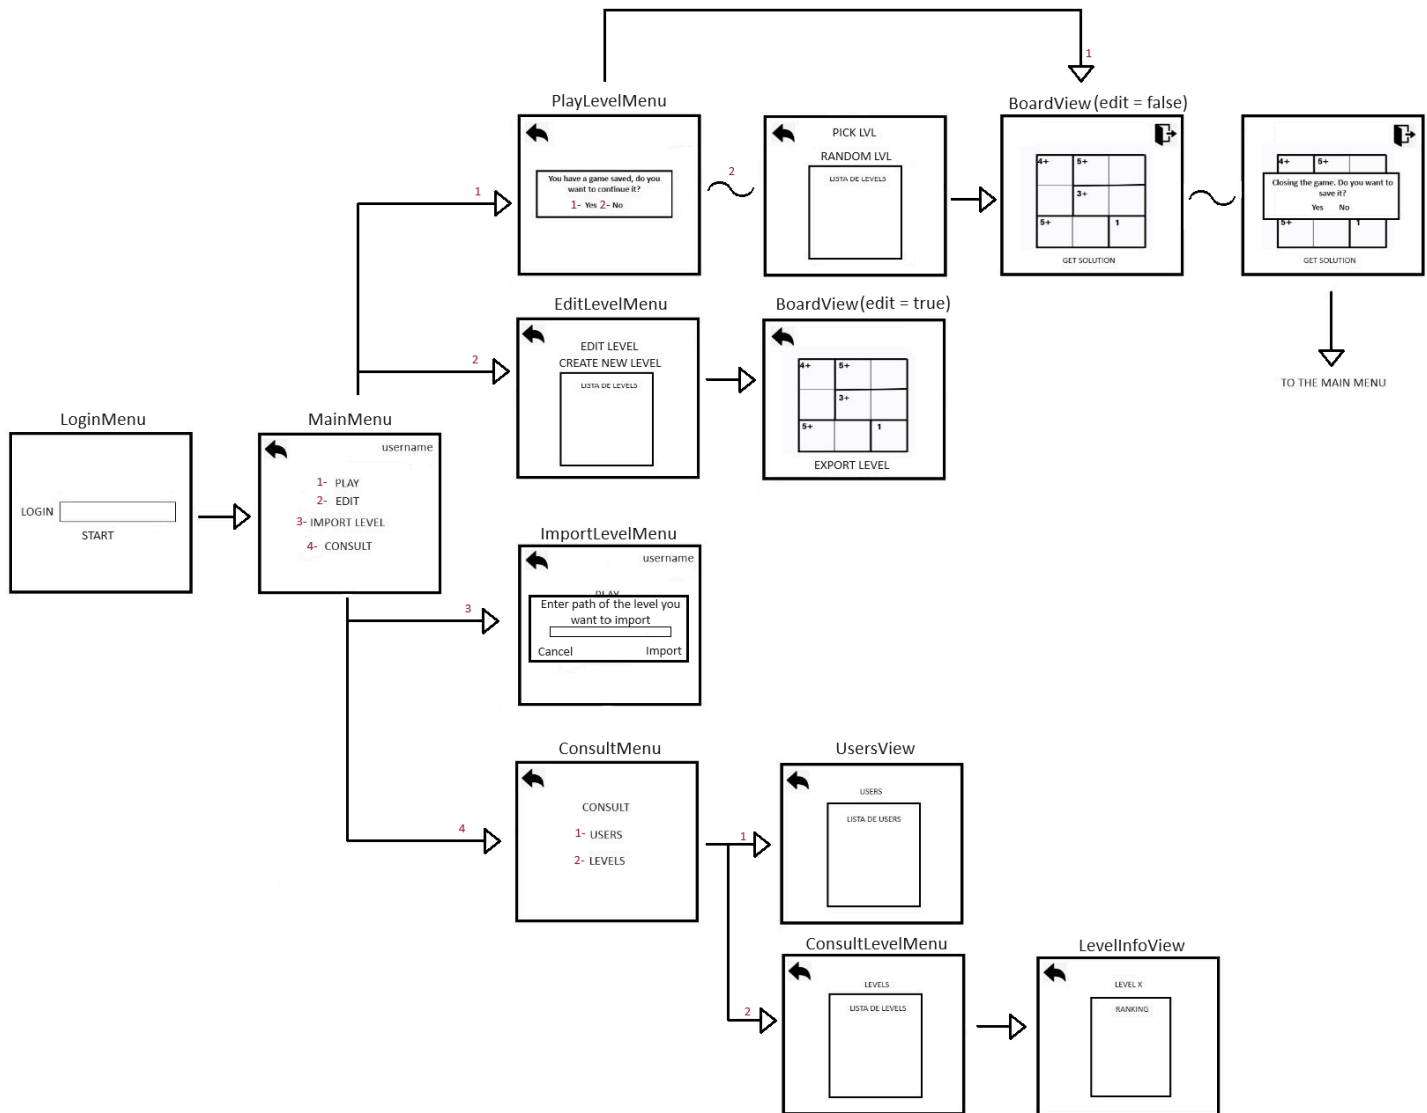 1
PlayLevelMenu
BoardView (edit = false)
You have a game saved, do you
want to continue it?
1- Yes 2- No
2
PICK LVL
RANDOM LVL
LISTA DE LEVELS
4+ 5+
3+
5+ 1
GET SOLUTION
4+ 5+
Closing the game. Do you want to
save it?
Yes No
5+ 1
GET SOLUTION
1
EditLevelMenu
BoardView (edit = true)
2
EDIT LEVEL
CREATE NEW LEVEL
LISTA DE LEVELS
4+ 5+
3+
5+ 1
EXPORT LEVEL
TO THE MAIN MENU
LoginMenu
LOGIN
START
MainMenu
username
1- PLAY
2- EDIT
3- IMPORT LEVEL
4- CONSULT
ImportLevelMenu
3
username
PLAY
Enter path of the level you
want to import
Cancel Import
ConsultMenu
4
CONSULT
1- USERS
2- LEVELS
UsersView
1
USERS
LISTA DE USERS
ConsultLevelMenu
2
LEVELS
LISTA DE LEVELS
LevelInfoView
LEVEL X
RANKING